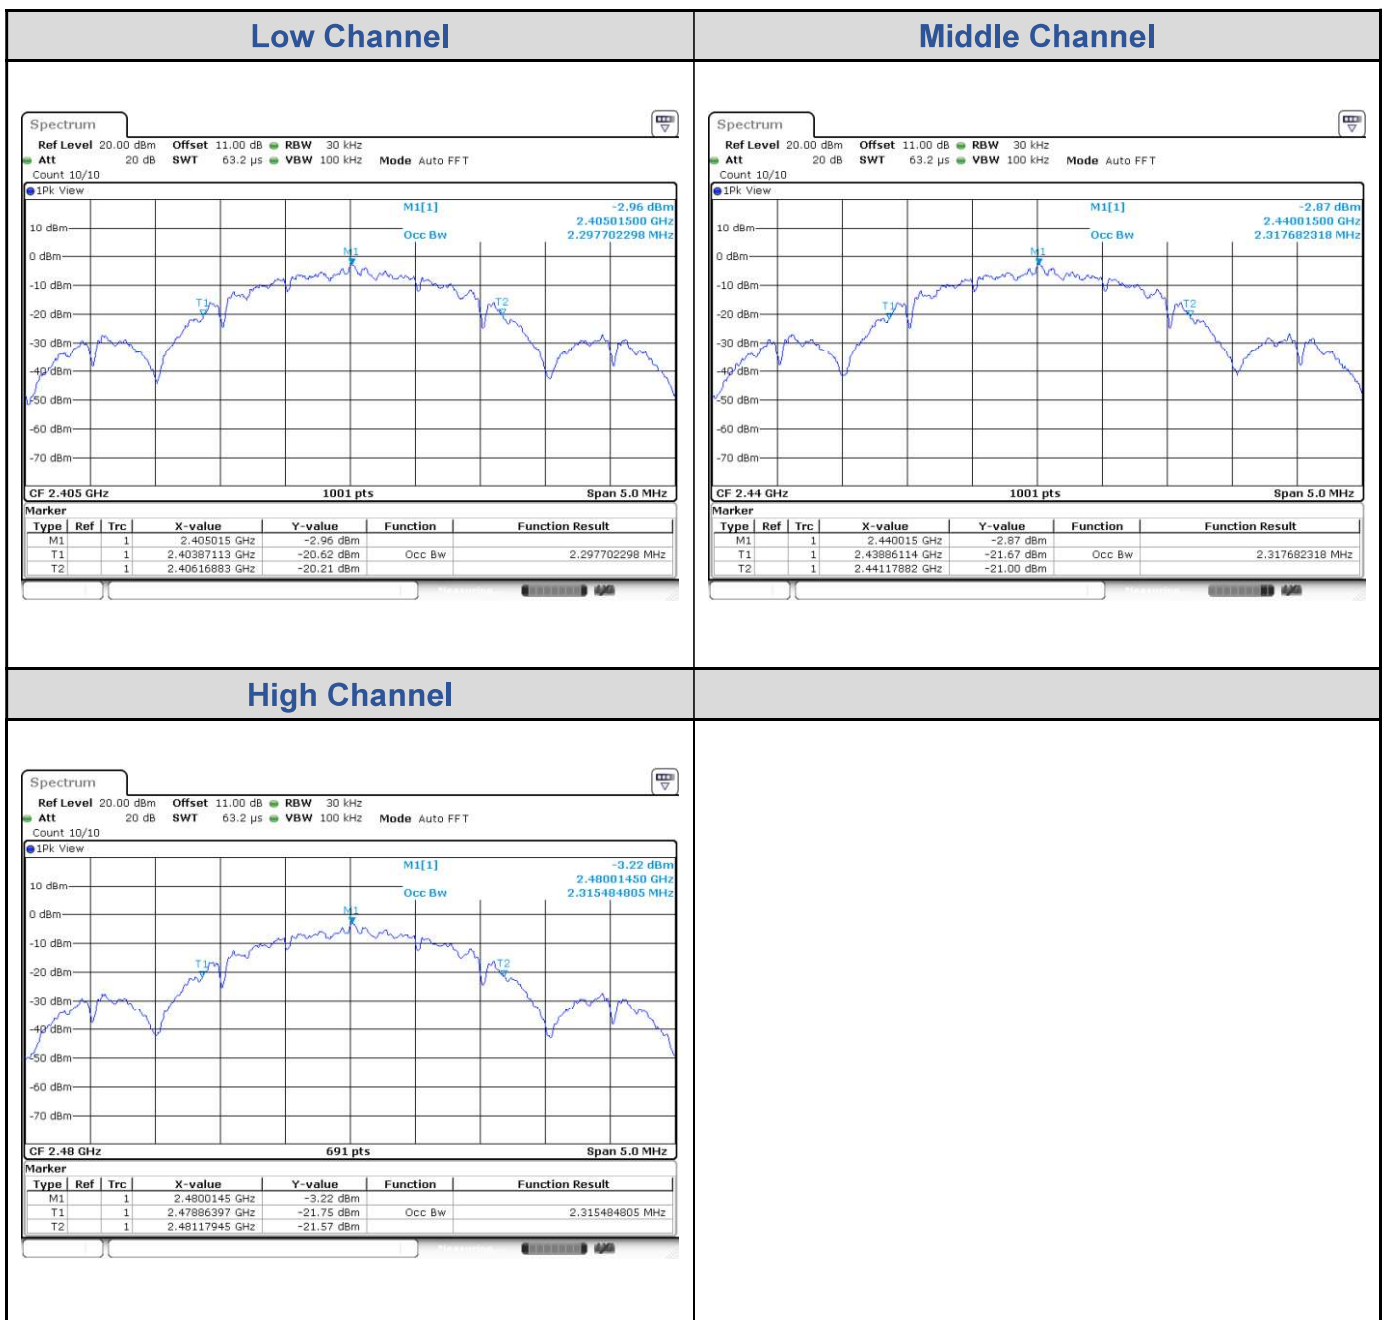 Low Channel
Middle Channel
Spectrum
Ref Level 20.00 dBm Offset 11.00 dB RBW 30 kHz
Att 20 dB SWT 63.2 µs VBW 100 kHz Mode Auto FFT
Count 10/10
1Pk View
M1[1] -2.96 dBm
2.40501500 GHz
Occ Bw 2.297702298 MHz
10 dBm
0 dBm
-10 dBm
-20 dBm
-30 dBm
-40 dBm
-50 dBm
-60 dBm
-70 dBm
M1
T1
T2
CF 2.405 GHz 1001 pts Span 5.0 MHz
Marker
Type Ref Trc X-value Y-value Function Function Result
M1 1 2.405015 GHz -2.96 dBm
T1 1 2.40387113 GHz -20.62 dBm Occ Bw 2.297702298 MHz
T2 1 2.40616883 GHz -20.21 dBm
Spectrum
Ref Level 20.00 dBm Offset 11.00 dB RBW 30 kHz
Att 20 dB SWT 63.2 µs VBW 100 kHz Mode Auto FFT
Count 10/10
1Pk View
M1[1] -2.87 dBm
2.44001500 GHz
Occ Bw 2.317682318 MHz
10 dBm
0 dBm
-10 dBm
-20 dBm
-30 dBm
-40 dBm
-50 dBm
-60 dBm
-70 dBm
M1
T1
T2
CF 2.44 GHz 1001 pts Span 5.0 MHz
Marker
Type Ref Trc X-value Y-value Function Function Result
M1 1 2.440015 GHz -2.87 dBm
T1 1 2.43886114 GHz -21.67 dBm Occ Bw 2.317682318 MHz
T2 1 2.44117882 GHz -21.00 dBm
High Channel
Spectrum
Ref Level 20.00 dBm Offset 11.00 dB RBW 30 kHz
Att 20 dB SWT 63.2 µs VBW 100 kHz Mode Auto FFT
Count 10/10
1Pk View
M1[1] -3.22 dBm
2.48001450 GHz
Occ Bw 2.315484805 MHz
10 dBm
0 dBm
-10 dBm
-20 dBm
-30 dBm
-40 dBm
-50 dBm
-60 dBm
-70 dBm
M1
T1
T2
CF 2.48 GHz 691 pts Span 5.0 MHz
Marker
Type Ref Trc X-value Y-value Function Function Result
M1 1 2.4800145 GHz -3.22 dBm
T1 1 2.47886397 GHz -21.75 dBm Occ Bw 2.315484805 MHz
T2 1 2.48117945 GHz -21.57 dBm